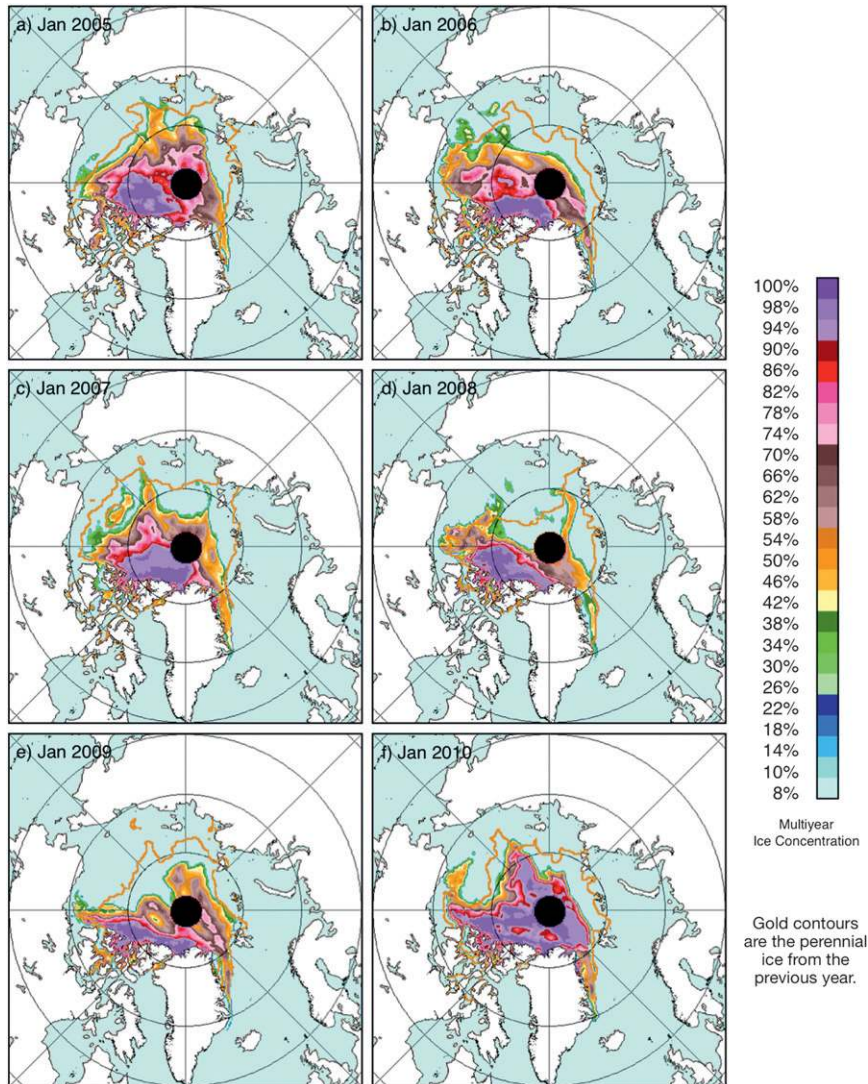 a) Jan 2005
b) Jan 2006
c) Jan 2007
d) Jan 2008
e) Jan 2009
f) Jan 2010
100%
98%
94%
90%
86%
82%
78%
74%
70%
66%
62%
58%
54%
50%
46%
42%
38%
34%
30%
26%
22%
18%
14%
10%
8%
Multiyear
Ice Concentration
Gold contours
are the perennial
ice from the
previous year.